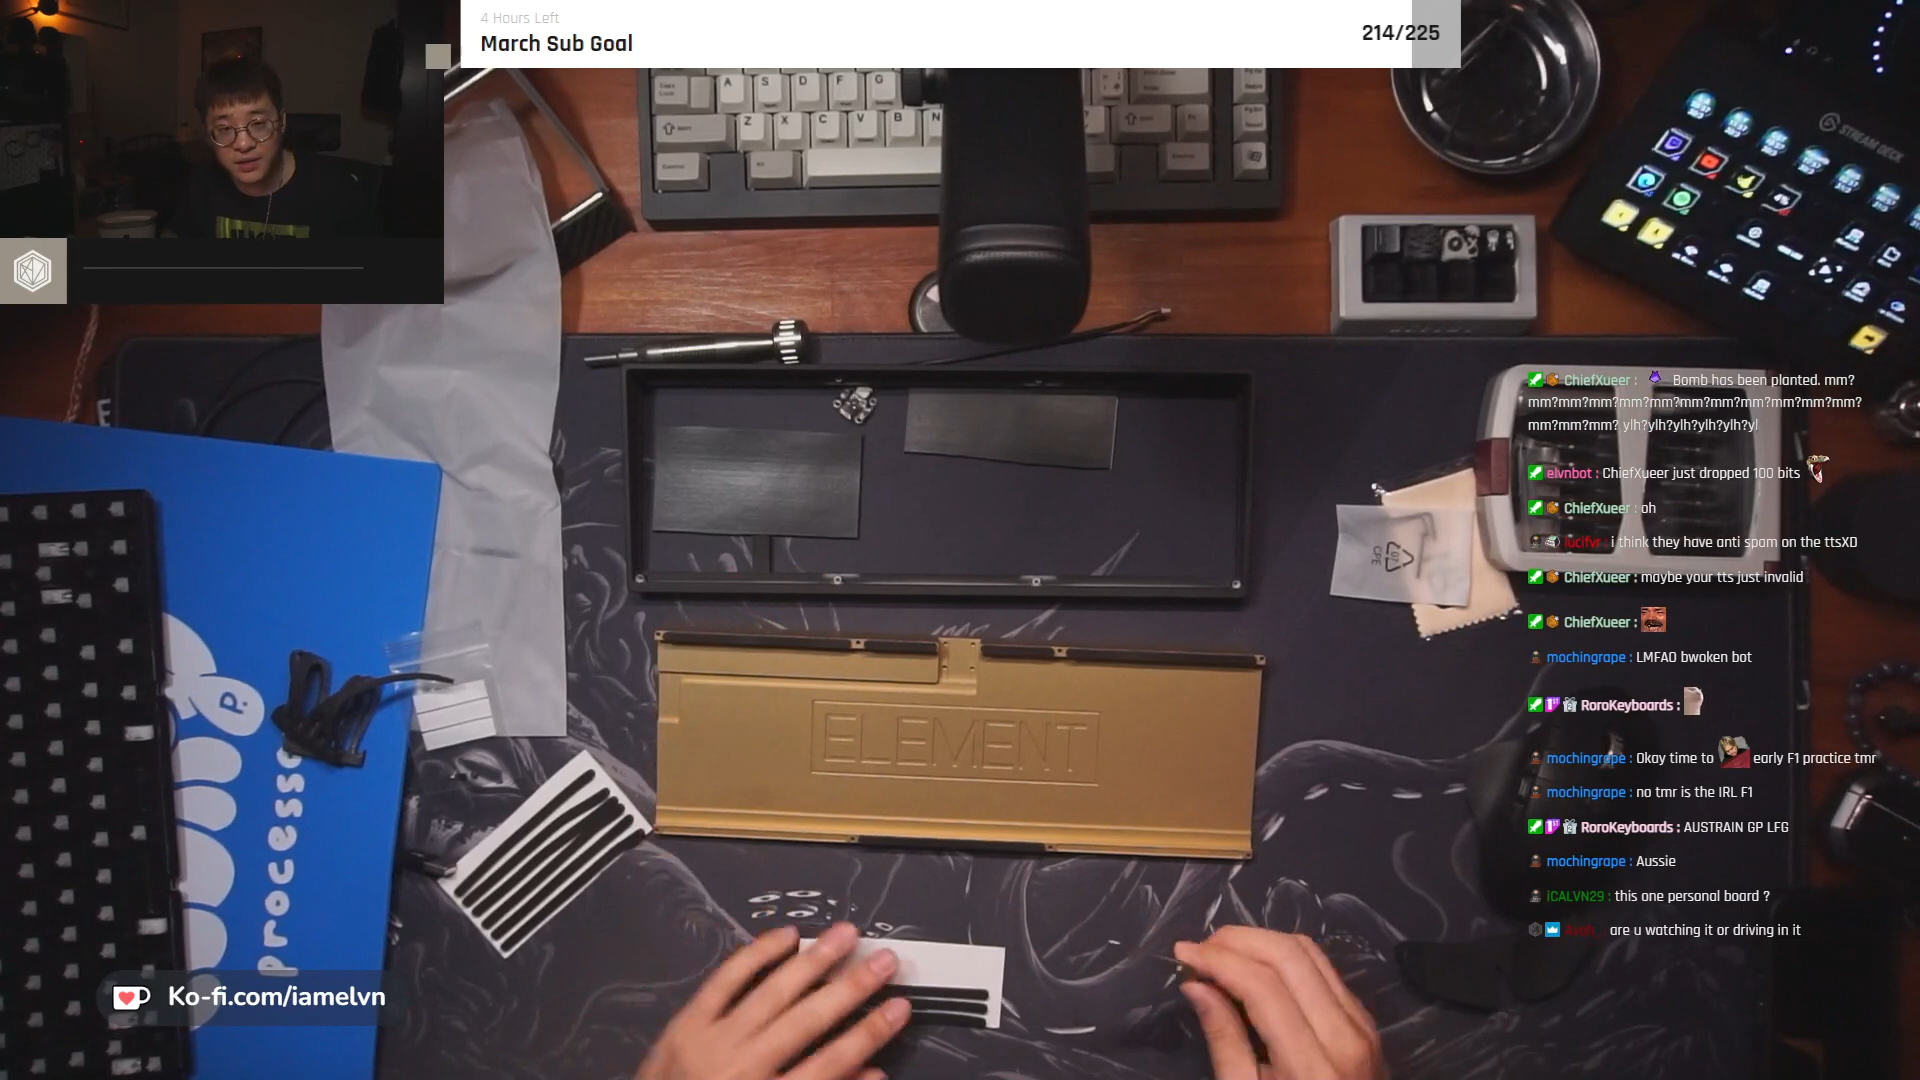 4 Hours Left
March Sub Goal
214/225
A S D F G
Z X C V B N
STREAM DECK
ChiefXueer : Bomb has been planted. mm?
mm?mm?mm?mm?mm?mm?mm?mm?mm?mm?mm?
mm?mm?mm? ylh?ylh?ylh?ylh?ylh?yl
elvnbot : ChiefXueer just dropped 100 bits
ChiefXueer : oh
lucifvr : i think they have anti spam on the ttsXD
ChiefXueer : maybe your tts just invalid
ChiefXueer :
mochingrape : LMFAO bwoken bot
RoroKeyboards :
mochingrape : Okay time to early F1 practice tmr
mochingrape : no tmr is the IRL F1
RoroKeyboards : AUSTRAIN GP LFG
mochingrape : Aussie
iCALVN29 : this one personal board ?
are u watching it or driving in it
CPE
ELEMENT
P.
process
Ko-fi.com/iamelvn